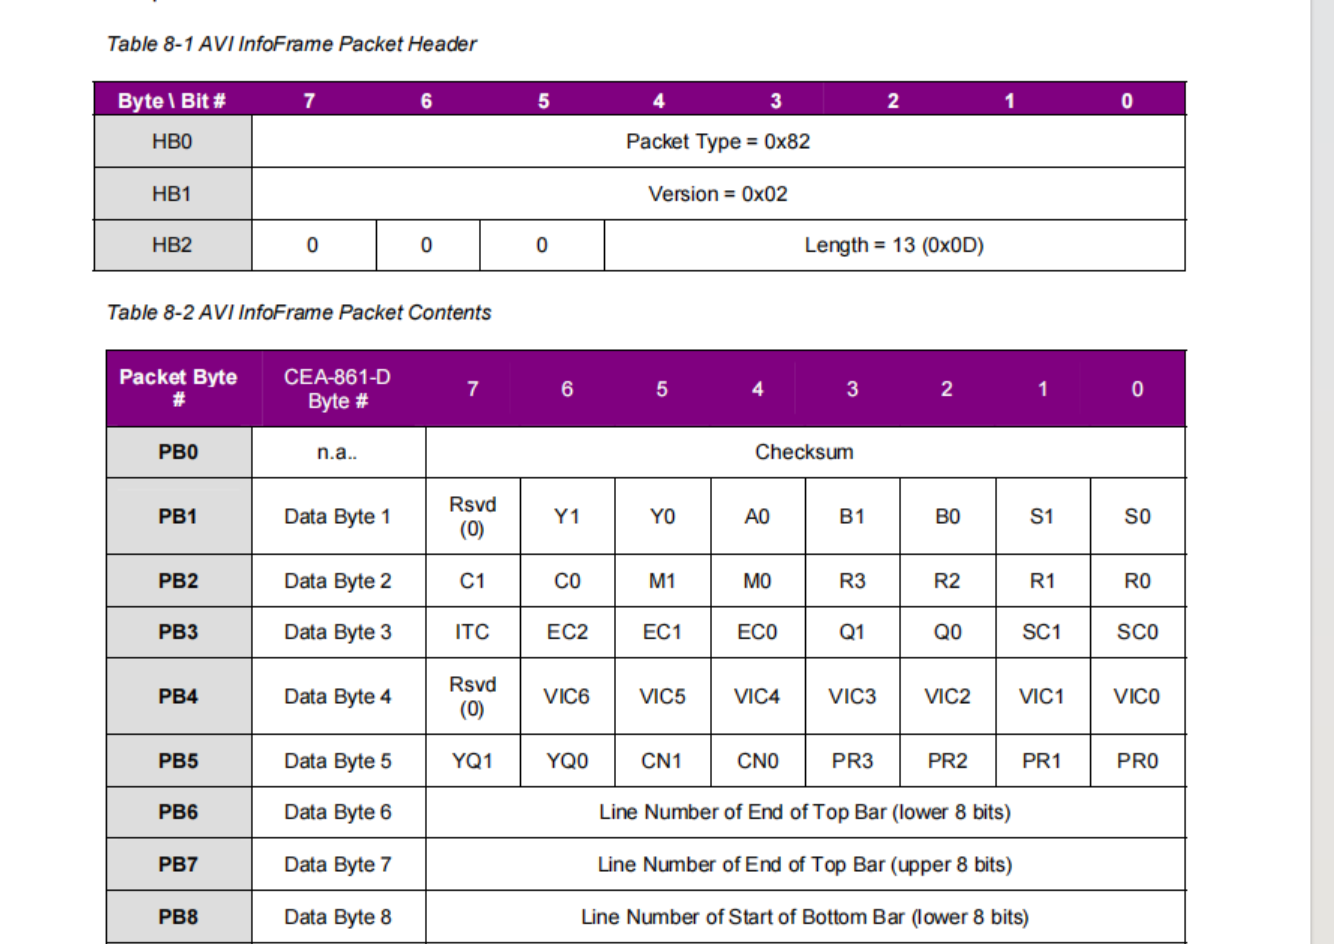 Table 8-1 AVI InfoFrame Packet Header
Byte \ Bit # 7 6 5 4 3 2 1 0
HB0 Packet Type = 0x82
HB1 Version = 0x02
HB2 0 0 0 Length = 13 (0x0D)
Table 8-2 AVI InfoFrame Packet Contents
Packet Byte # CEA-861-D Byte # 7 6 5 4 3 2 1 0
PB0 n.a.. Checksum
PB1 Data Byte 1 Rsvd (0) Y1 Y0 A0 B1 B0 S1 S0
PB2 Data Byte 2 C1 C0 M1 M0 R3 R2 R1 R0
PB3 Data Byte 3 ITC EC2 EC1 EC0 Q1 Q0 SC1 SC0
PB4 Data Byte 4 Rsvd (0) VIC6 VIC5 VIC4 VIC3 VIC2 VIC1 VIC0
PB5 Data Byte 5 YQ1 YQ0 CN1 CN0 PR3 PR2 PR1 PR0
PB6 Data Byte 6 Line Number of End of Top Bar (lower 8 bits)
PB7 Data Byte 7 Line Number of End of Top Bar (upper 8 bits)
PB8 Data Byte 8 Line Number of Start of Bottom Bar (lower 8 bits)